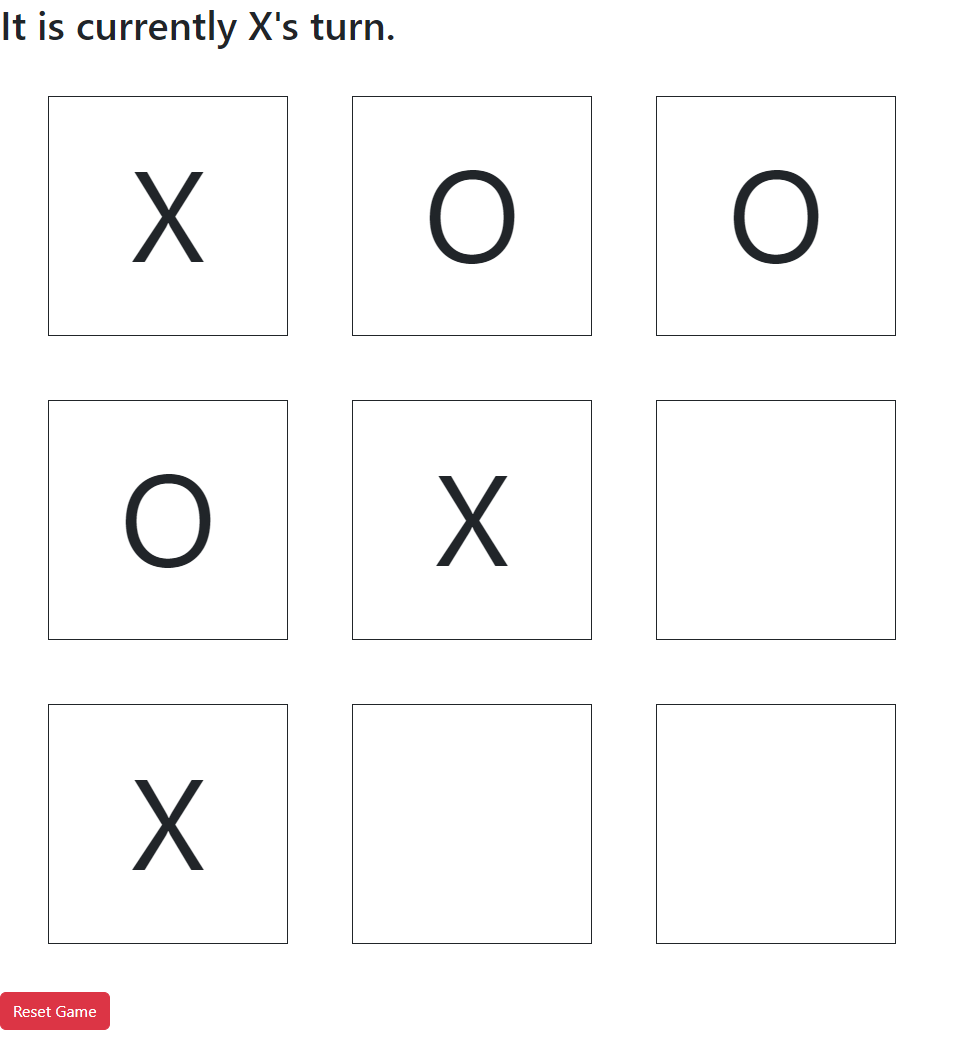 It is currently X's turn.
X O O
O X
X
Reset Game